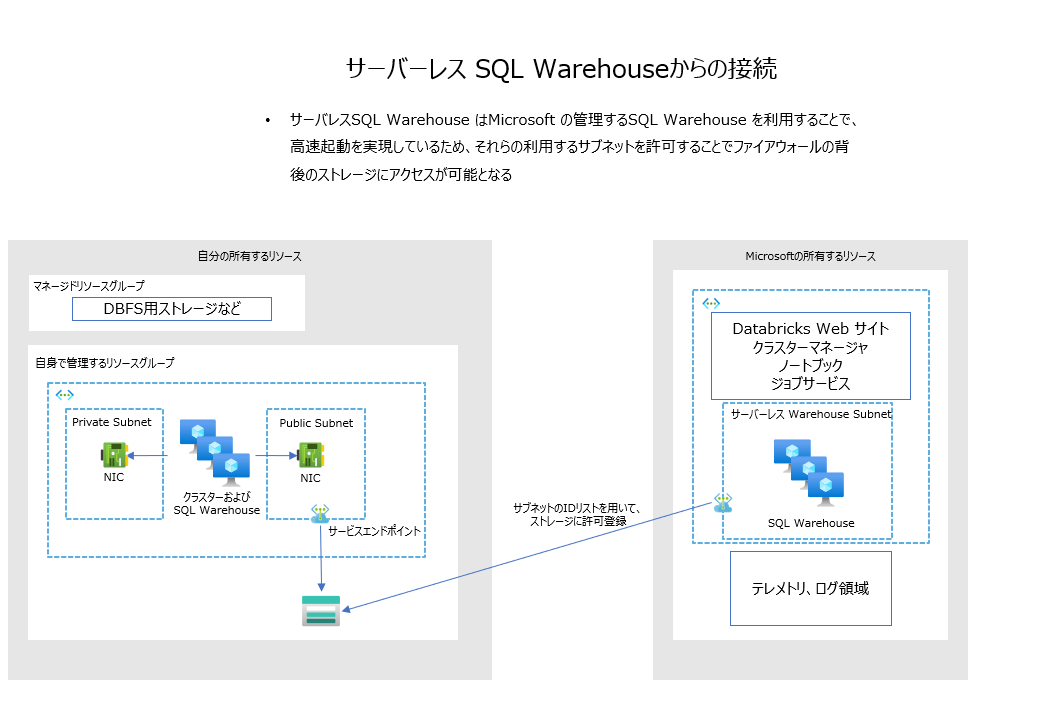 サーバーレス SQL Warehouseからの接続
• サーバレスSQL Warehouse はMicrosoft の管理するSQL Warehouse を利用することで、
高速起動を実現しているため、それらの利用するサブネットを許可することでファイアウォールの背
後のストレージにアクセスが可能となる
自分の所有するリソース
マネージドリソースグループ
DBFS用ストレージなど
自身で管理するリソースグループ
Private Subnet
NIC
クラスターおよび
SQL Warehouse
Public Subnet
NIC
サービスエンドポイント
サブネットのIDリストを用いて、
ストレージに許可登録
Microsoftの所有するリソース
Databricks Web サイト
クラスターマネージャ
ノートブック
ジョブサービス
サーバーレス Warehouse Subnet
SQL Warehouse
テレメトリ、ログ領域